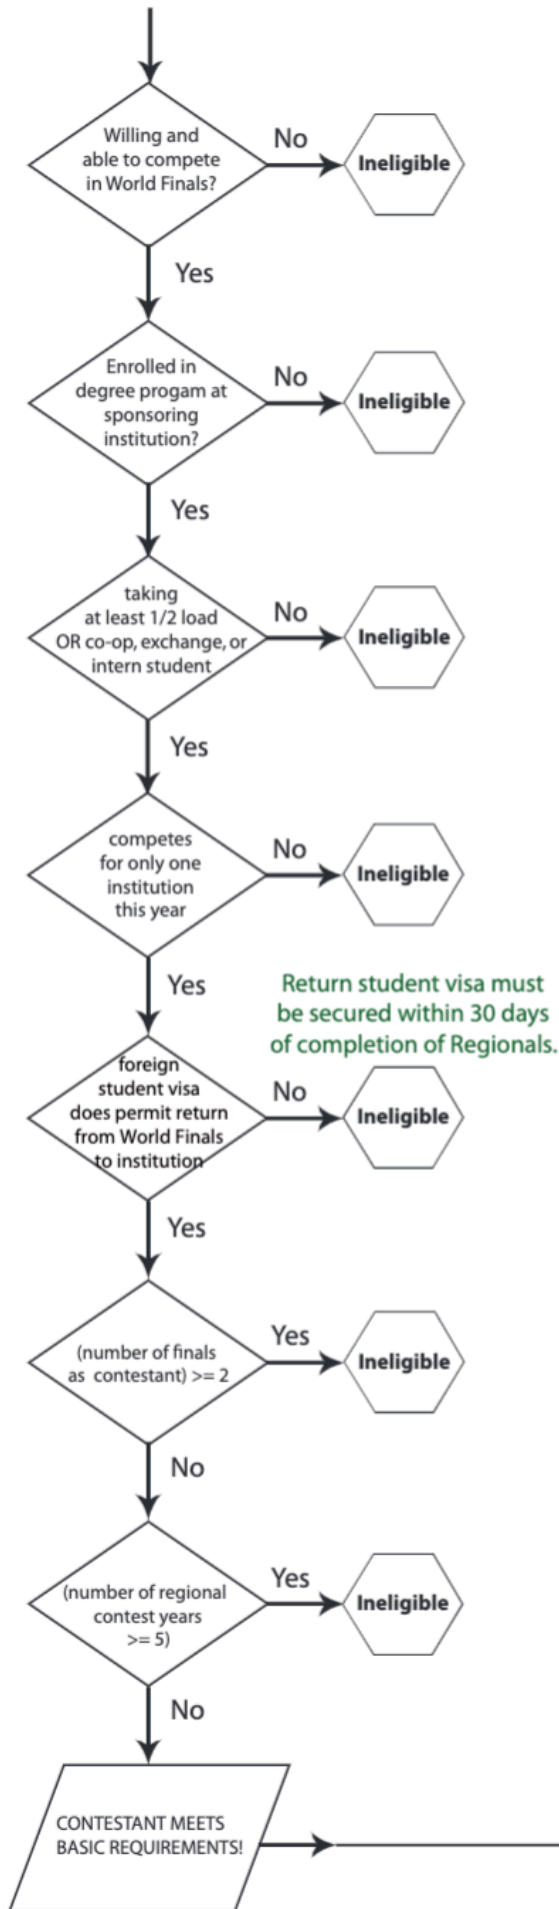 Willing and
able to compete
in World Finals?
No
Ineligible
Yes
Enrolled in
degree progam at
sponsoring
institution?
No
Ineligible
Yes
taking
at least 1/2 load
OR co-op, exchange, or
intern student
No
Ineligible
Yes
competes
for only one
institution
this year
No
Ineligible
Yes
Return student visa must
be secured within 30 days
of completion of Regionals.
foreign
student visa
does permit return
from World Finals
to institution
No
Ineligible
Yes
(number of finals
as contestant) >= 2
Yes
Ineligible
No
(number of regional
contest years
>= 5)
Yes
Ineligible
No
CONTESTANT MEETS
BASIC REQUIREMENTS!